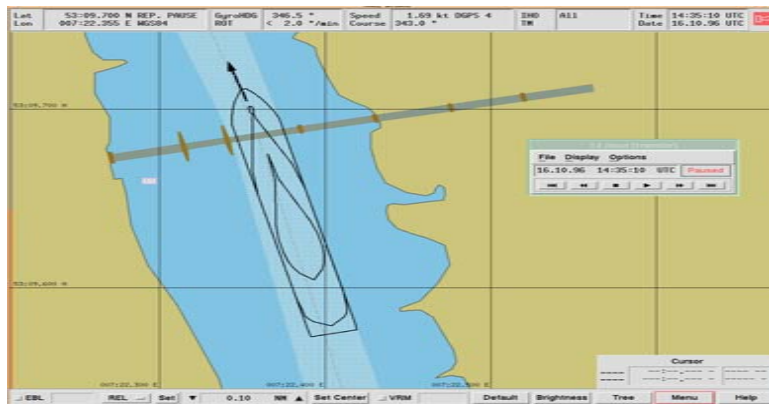 Lat 53:09.700 N REP. PAUSE GyroHDG 346.5 ° Speed 1.69 kt DGPS 4 IHO All Time 14:35:10 UTC
Lon 007:22.355 E WGS84 ROT < 2.0 °/min Course 343.0 ° TM Date 16.10.96 UTC
53:09.700 N
File Display Options
16.10.96 14:35:10 UTC Paused
53:09.600 N
007:22.300 E 007:22.400 E 007:22.500 E
Cursor
EBL REL Set 0.10 NM Set Center VRM Default Brightness Tree Menu Help